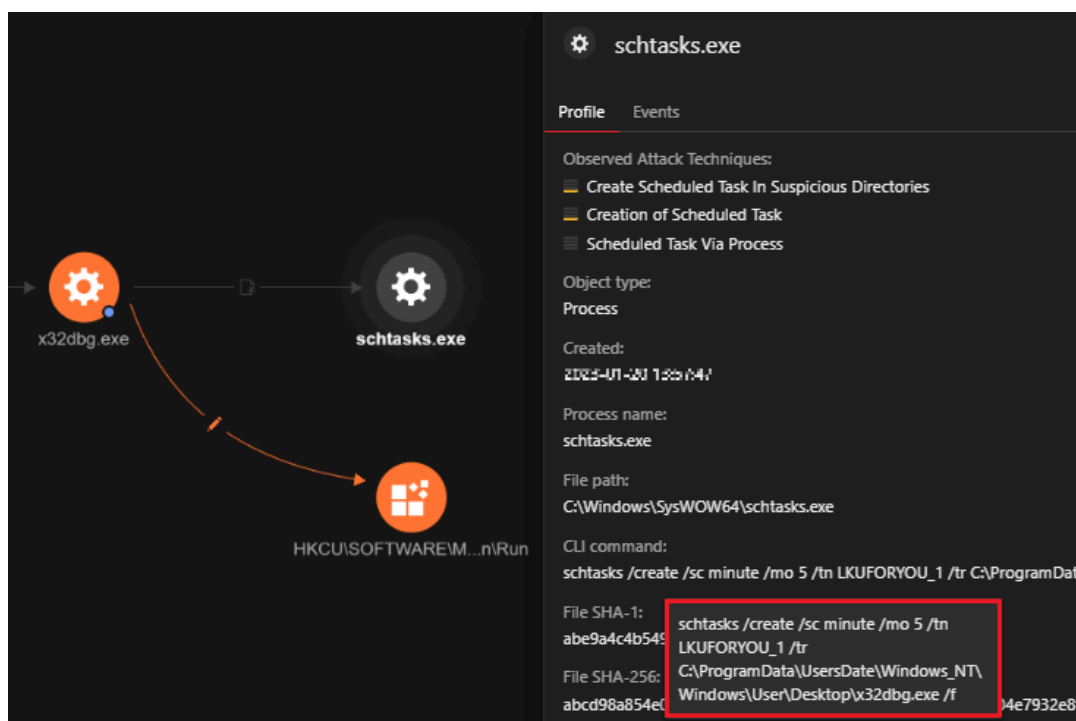 schtasks.exe
Profile Events
Observed Attack Techniques:
Create Scheduled Task In Suspicious Directories
Creation of Scheduled Task
Scheduled Task Via Process
Object type:
Process
Created:
Process name:
schtasks.exe
File path:
C:\Windows\SysWOW64\schtasks.exe
CLI command:
schtasks /create /sc minute /mo 5 /tn LKUFORYOU_1 /tr C:\ProgramDat
File SHA-1:
abe9a4c4b549
File SHA-256:
abcd98a854e
04e7932e8
schtasks /create /sc minute /mo 5 /tn
LKUFORYOU_1 /tr
C:\ProgramData\UsersDate\Windows_NT\
Windows\User\Desktop\x32dbg.exe /f
x32dbg.exe
schtasks.exe
HKCU\SOFTWARE\M...n\Run